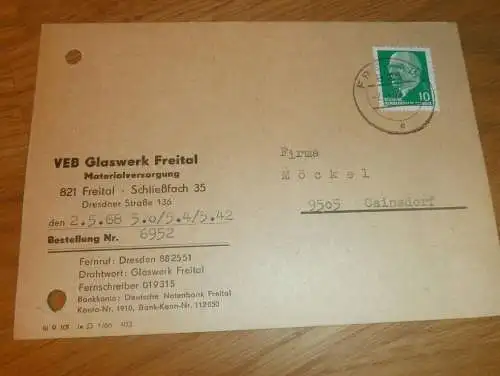 VEB Glaswerk Freital
Materialversorgung
821 Freital · Schließfach 35
Dresdner Straße 136
den 2.5.68 5.0/5.4/5.42
Bestellung Nr. 6952
Fernruf: Dresden 882551
Drahtwort: Glaswerk Freital
Fernschreiber 019315
Bankkonto: Deutsche Notenbank Freital
Konto-Nr. 1910, Bank-Kenn-Nr. 112050
10
Firma
Möckel
9505 Gainsdorf